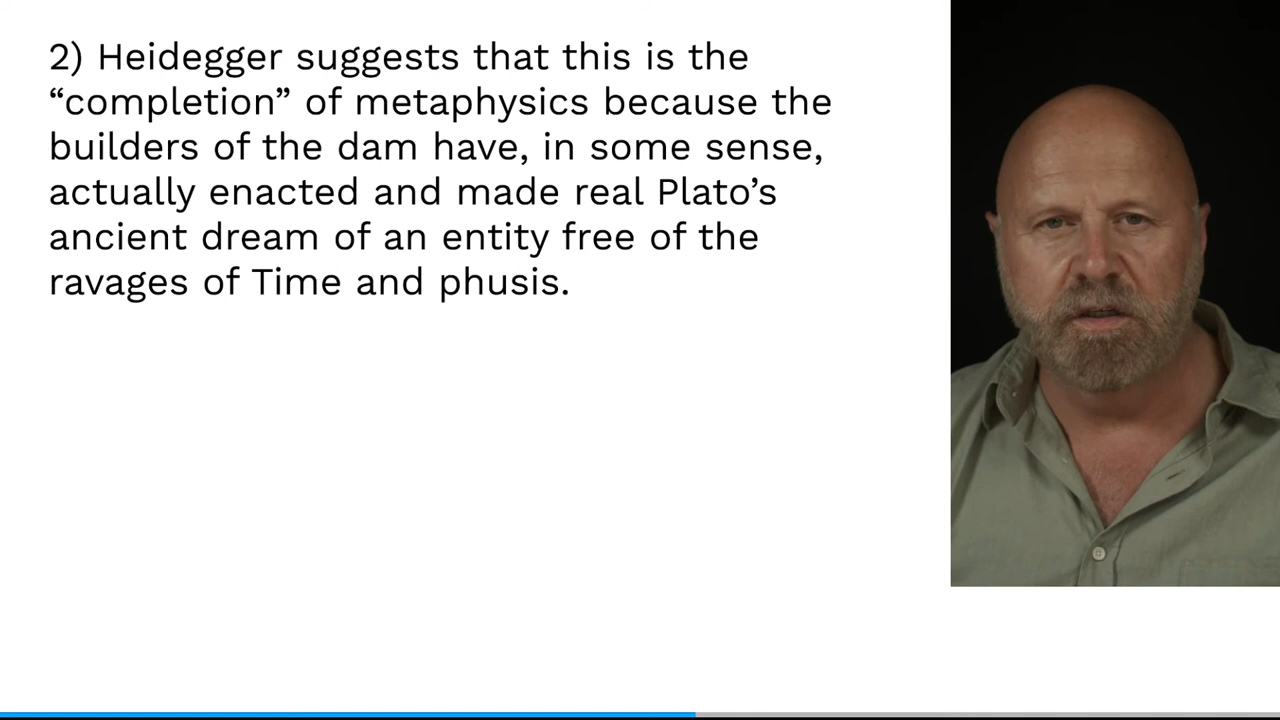 2) Heidegger suggests that this is the
“completion” of metaphysics because the
builders of the dam have, in some sense,
actually enacted and made real Plato’s
ancient dream of an entity free of the
ravages of Time and phusis.